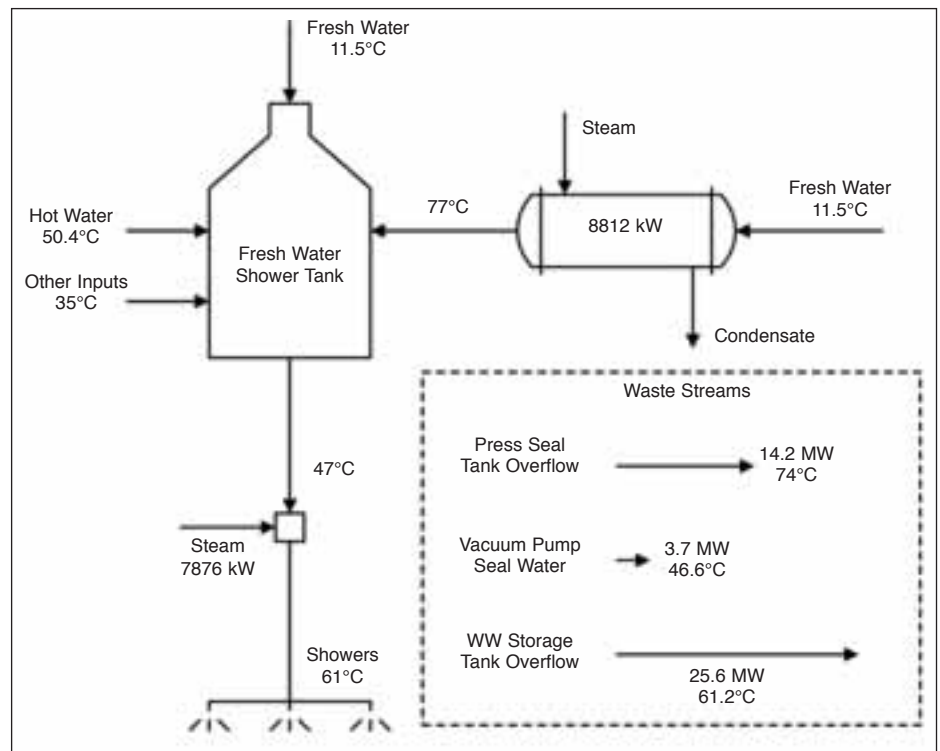 Fresh Water
11.5°C
Steam
Fresh Water
11.5°C
77°C
8812 kW
Hot Water
50.4°C
Fresh Water
Shower Tank
Other Inputs
35°C
Condensate
Waste Streams
Press Seal
Tank Overflow
14.2 MW
74°C
47°C
Steam
7876 kW
Vacuum Pump
Seal Water
3.7 MW
46.6°C
WW Storage
Tank Overflow
25.6 MW
61.2°C
Showers
61°C